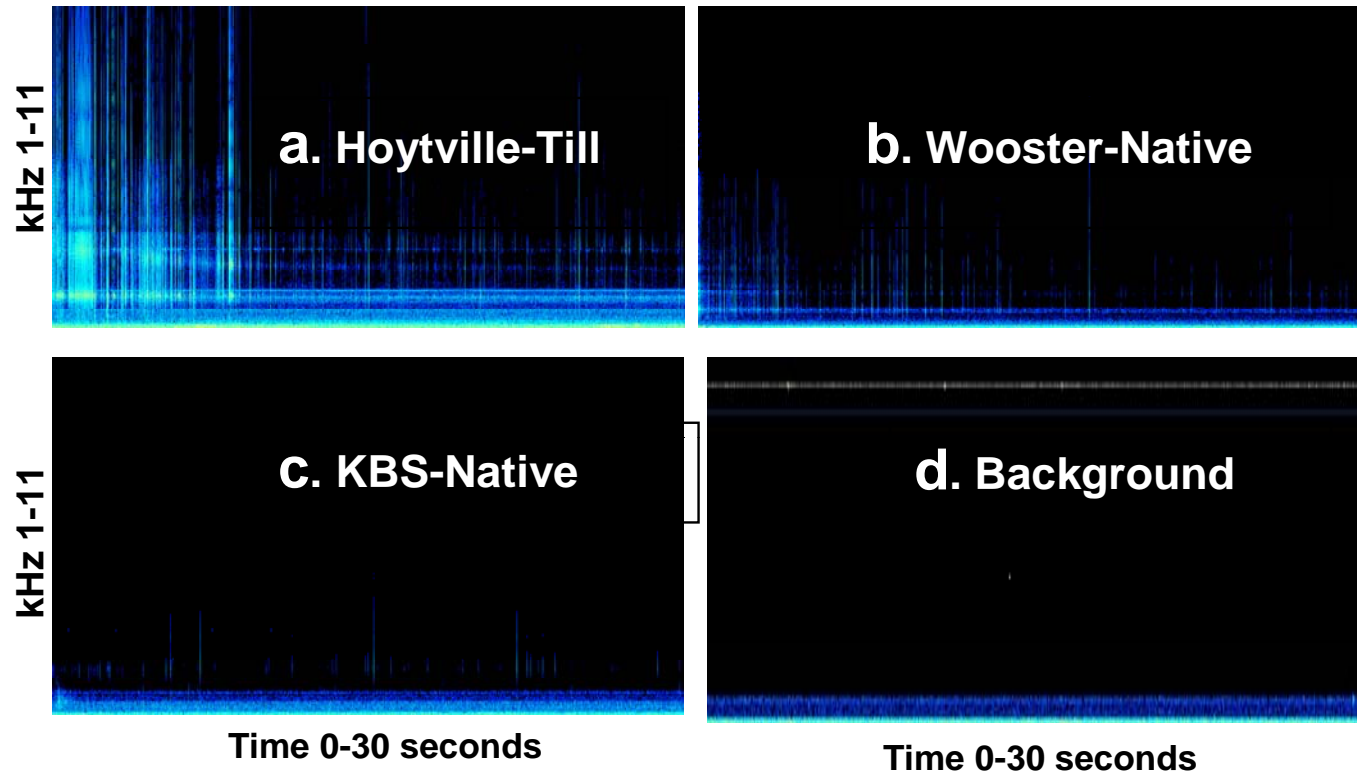 kHz 1-11
a. Hoytville-Till
b. Wooster-Native
kHz 1-11
c. KBS-Native
d. Background
Time 0-30 seconds
Time 0-30 seconds